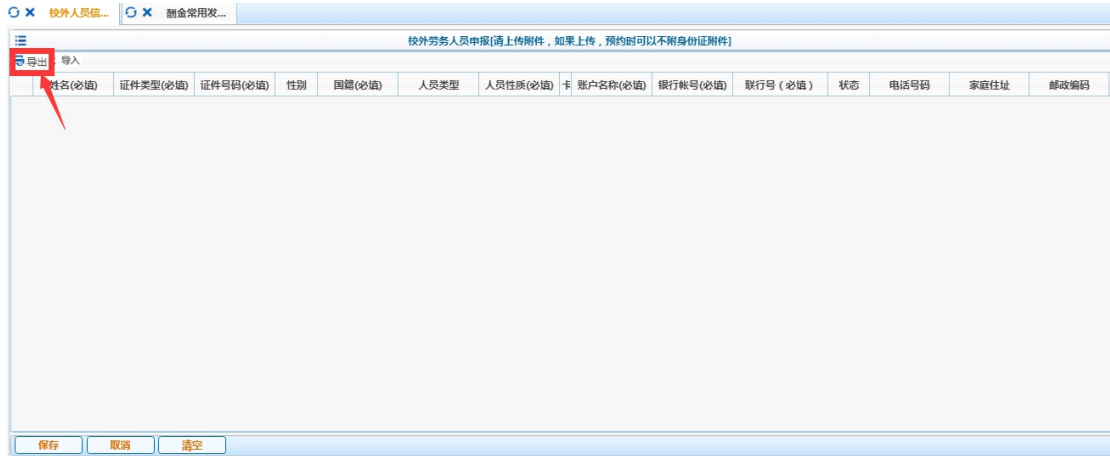 校外人员信... 酬金常用发...
校外劳务人员申报[请上传附件，如果上传，预约时可以不附身份证附件]
导出 导入
姓名(必填) 证件类型(必填) 证件号码(必填) 性别 国籍(必填) 人员类型 人员性质(必填) 卡 账户名称(必填) 银行帐号(必填) 联行号（必填） 状态 电话号码 家庭住址 邮政编码
保存 取消 清空